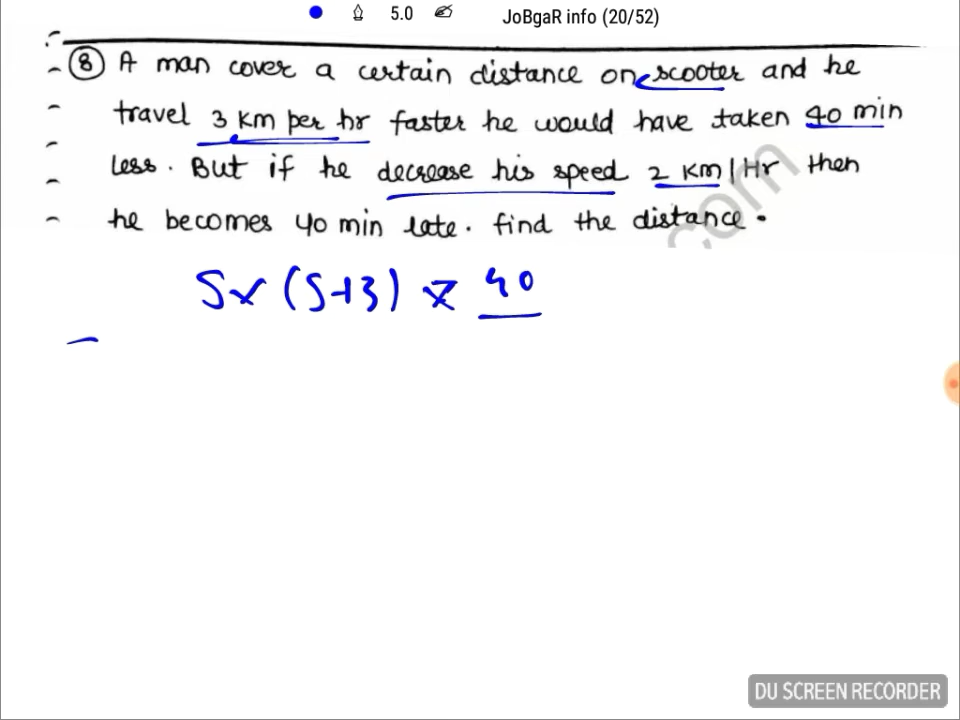 5.0 JoBgaR info (20/52)
8 A man cover a certain distance on scooter and he
travel 3 km per hr faster he would have taken 40 min
less. But if he decrease his speed 2 km/Hr then
he becomes 40 min late. find the distance.
.com
S× (S+3) × 40
DU SCREEN RECORDER